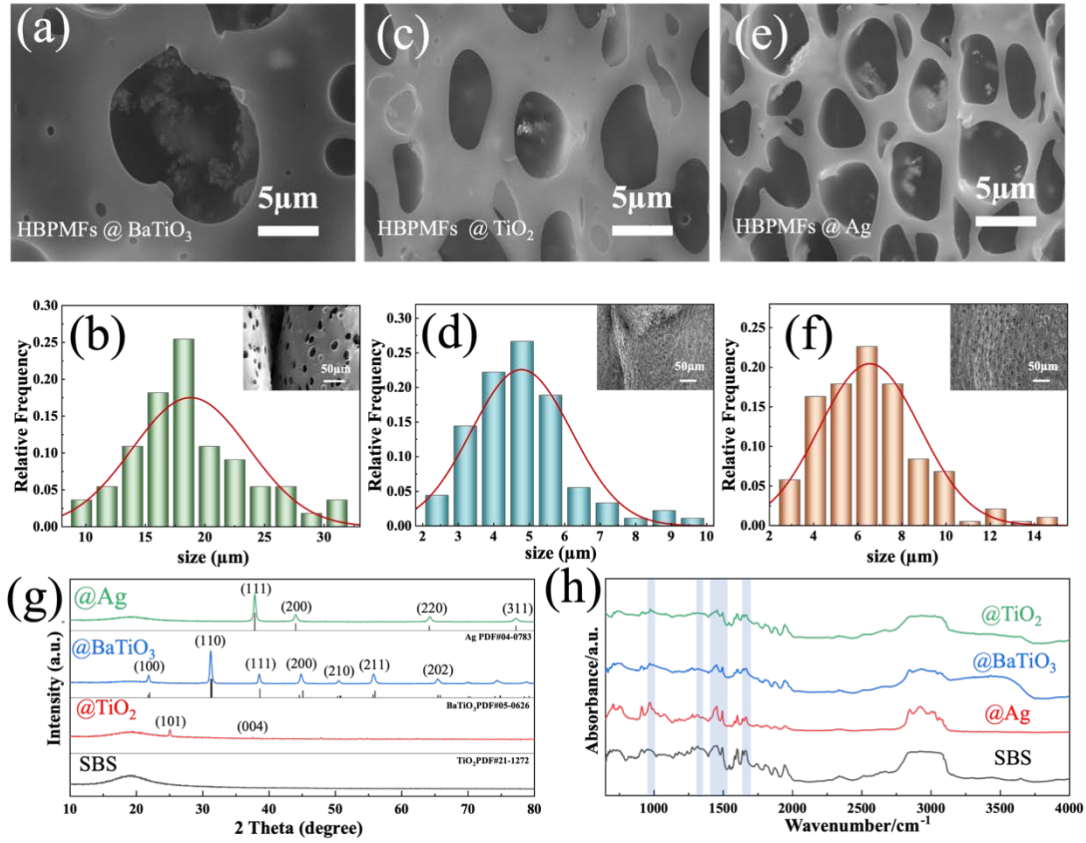 (a)
5µm
HBPMFs @ BaTiO₃
(c)
5µm
HBPMFs @ TiO₂
(e)
5µm
HBPMFs @ Ag
(b)
50µm
Relative Frequency
0.30
0.25
0.20
0.15
0.10
0.05
0.00
10 15 20 25 30
size (µm)
(d)
50µm
Relative Frequency
0.30
0.25
0.20
0.15
0.10
0.05
0.00
2 3 4 5 6 7 8 9 10
size (µm)
(f)
50µm
Relative Frequency
0.30
0.25
0.20
0.15
0.10
0.05
0.00
2 4 6 8 10 12 14
size (µm)
(g)
@Ag
(111)
(200)
(220)
(311)
Ag PDF#04-0783
@BaTiO₃
(100)
(110)
(111)
(200)
(210)
(211)
(202)
BaTiO₃PDF#05-0626
@TiO₂
(101)
(004)
SBS
TiO₂PDF#21-1272
Intensity (a.u.)
10 20 30 40 50 60 70 80
2 Theta (degree)
(h)
@TiO₂
@BaTiO₃
@Ag
SBS
Absorbance/a.u.
1000 1500 2000 2500 3000 3500 4000
Wavenumber/cm⁻¹